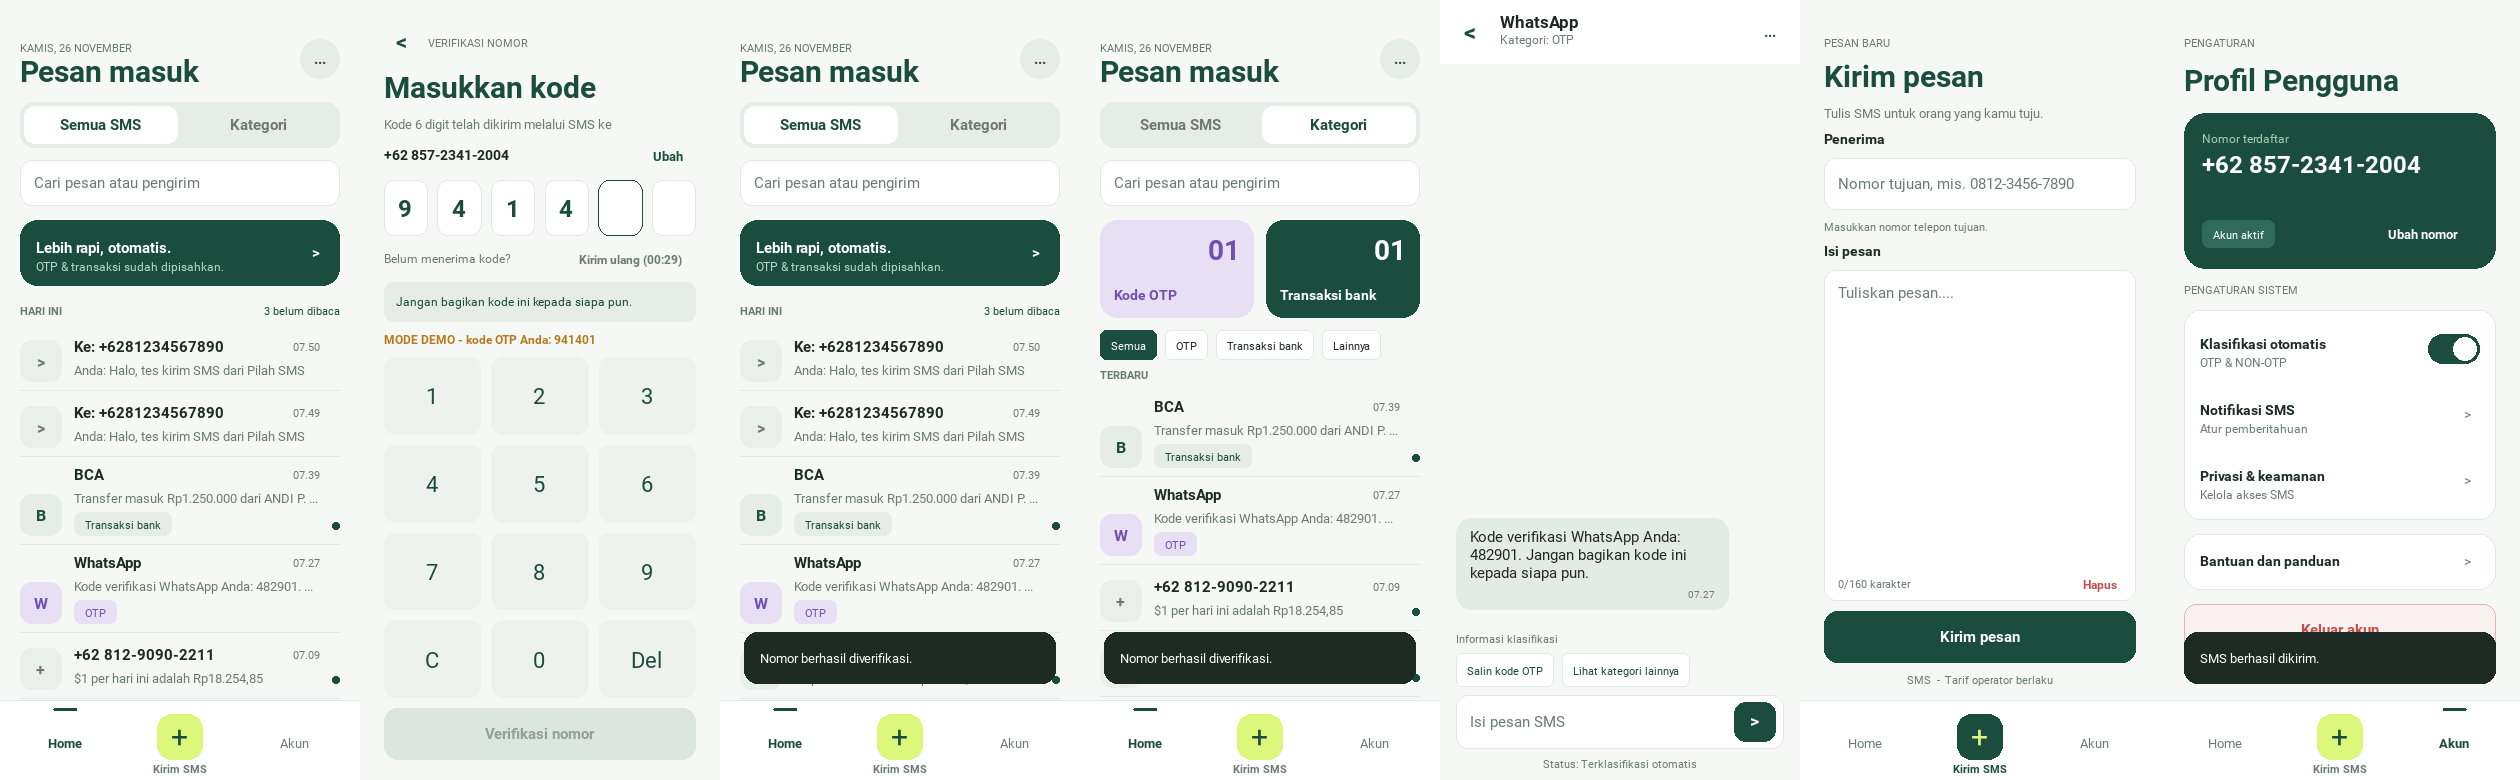 KAMIS, 26 NOVEMBER
Pesan masuk
...
Semua SMS
Kategori
Cari pesan atau pengirim
Lebih rapi, otomatis.
OTP & transaksi sudah dipisahkan.
>
HARI INI
3 belum dibaca
>
Ke: +6281234567890
07.50
Anda: Halo, tes kirim SMS dari Pilah SMS
>
Ke: +6281234567890
07.49
Anda: Halo, tes kirim SMS dari Pilah SMS
B
BCA
07.39
Transfer masuk Rp1.250.000 dari ANDI P. ...
Transaksi bank
W
WhatsApp
07.27
Kode verifikasi WhatsApp Anda: 482901. ...
OTP
+
+62 812-9090-2211
07.09
$1 per hari ini adalah Rp18.254,85
Home
+
Kirim SMS
Akun
<
VERIFIKASI NOMOR
Masukkan kode
Kode 6 digit telah dikirim melalui SMS ke
+62 857-2341-2004
Ubah
9
4
1
4
Belum menerima kode?
Kirim ulang (00:29)
Jangan bagikan kode ini kepada siapa pun.
MODE DEMO - kode OTP Anda: 941401
1
2
3
4
5
6
7
8
9
C
0
Del
Verifikasi nomor
KAMIS, 26 NOVEMBER
Pesan masuk
...
Semua SMS
Kategori
Cari pesan atau pengirim
Lebih rapi, otomatis.
OTP & transaksi sudah dipisahkan.
>
HARI INI
3 belum dibaca
>
Ke: +6281234567890
07.50
Anda: Halo, tes kirim SMS dari Pilah SMS
>
Ke: +6281234567890
07.49
Anda: Halo, tes kirim SMS dari Pilah SMS
B
BCA
07.39
Transfer masuk Rp1.250.000 dari ANDI P. ...
Transaksi bank
W
WhatsApp
07.27
Kode verifikasi WhatsApp Anda: 482901. ...
OTP
Nomor berhasil diverifikasi.
Home
+
Kirim SMS
Akun
KAMIS, 26 NOVEMBER
Pesan masuk
...
Semua SMS
Kategori
Cari pesan atau pengirim
01
Kode OTP
01
Transaksi bank
Semua
OTP
Transaksi bank
Lainnya
TERBARU
B
BCA
07.39
Transfer masuk Rp1.250.000 dari ANDI P. ...
Transaksi bank
W
WhatsApp
07.27
Kode verifikasi WhatsApp Anda: 482901. ...
OTP
+
+62 812-9090-2211
07.09
$1 per hari ini adalah Rp18.254,85
Nomor berhasil diverifikasi.
Home
+
Kirim SMS
Akun
<
WhatsApp
Kategori: OTP
...
Kode verifikasi WhatsApp Anda:
482901. Jangan bagikan kode ini
kepada siapa pun.
07.27
Informasi klasifikasi
Salin kode OTP
Lihat kategori lainnya
Isi pesan SMS
>
Status: Terklasifikasi otomatis
PESAN BARU
Kirim pesan
Tulis SMS untuk orang yang kamu tuju.
Penerima
Nomor tujuan, mis. 0812-3456-7890
Masukkan nomor telepon tujuan.
Isi pesan
Tuliskan pesan....
0/160 karakter
Hapus
Kirim pesan
SMS - Tarif operator berlaku
Home
+
Kirim SMS
Akun
PENGATURAN
Profil Pengguna
Nomor terdaftar
+62 857-2341-2004
Akun aktif
Ubah nomor
PENGATURAN SISTEM
Klasifikasi otomatis
OTP & NON-OTP
Notifikasi SMS
Atur pemberitahuan
>
Privasi & keamanan
Kelola akses SMS
>
Bantuan dan panduan
>
Keluar akun
SMS berhasil dikirim.
Home
+
Kirim SMS
Akun